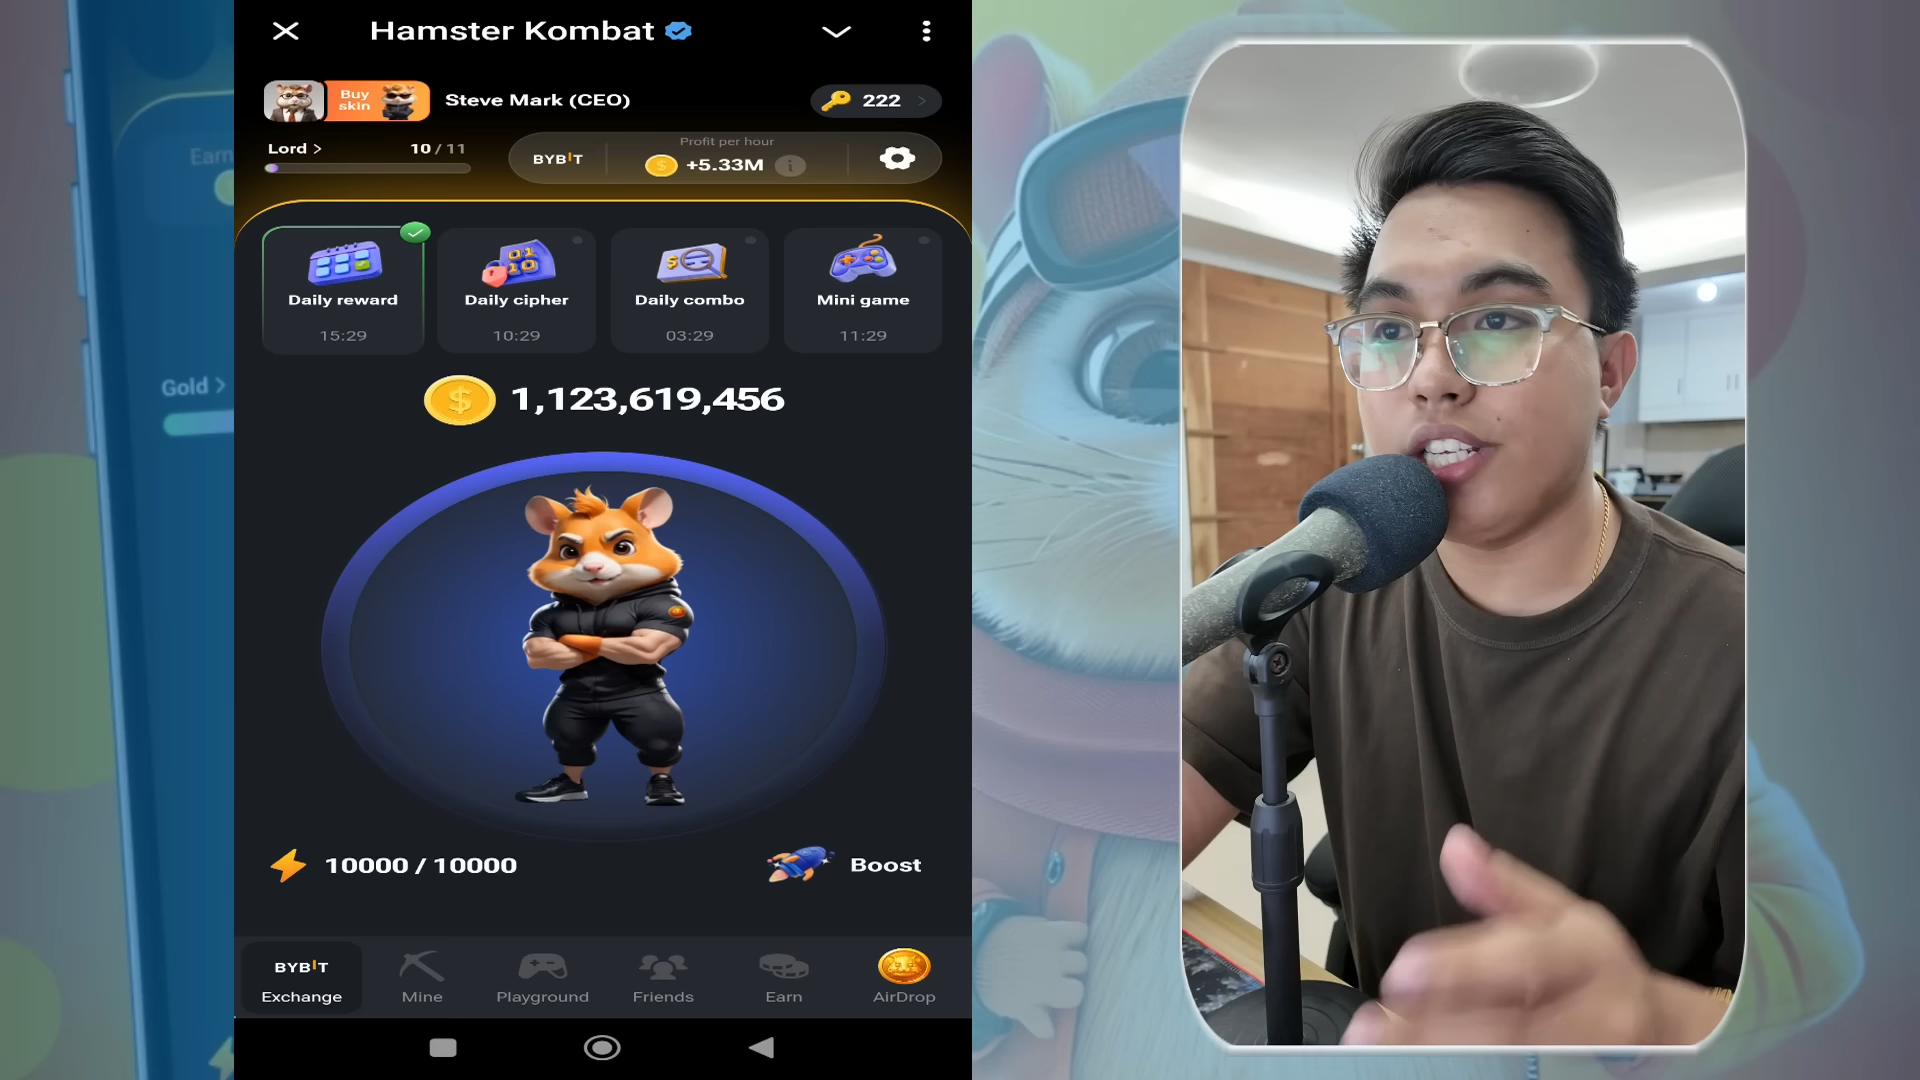 Hamster Kombat
Buy
skin
Steve Mark (CEO)
222
Lord >
10 / 11
BYBIT
Profit per hour
+5.33M
Daily reward
15:29
Daily cipher
10:29
Daily combo
03:29
Mini game
11:29
1,123,619,456
10000 / 10000
Boost
BYBIT
Exchange
Mine
Playground
Friends
Earn
AirDrop
Earn
Gold >